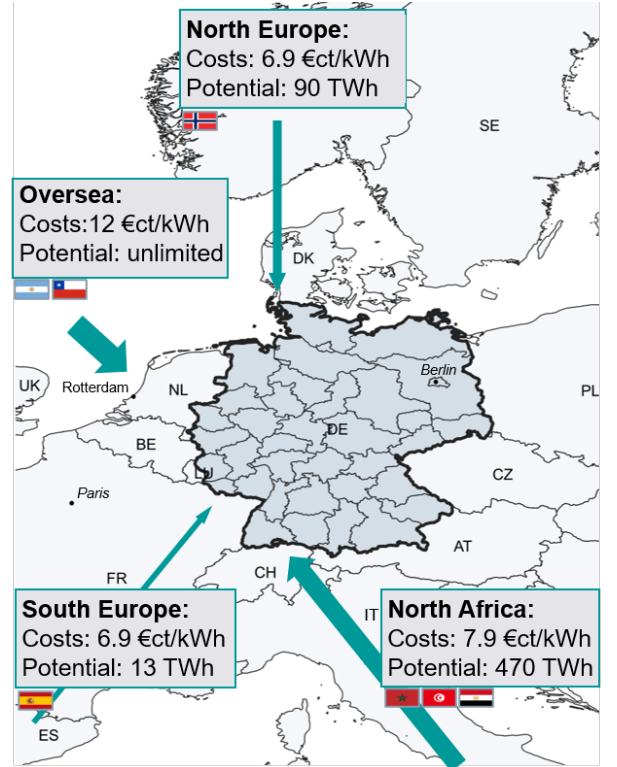 North Europe:
Costs: 6.9 €ct/kWh
Potential: 90 TWh
SE
Oversea:
Costs:12 €ct/kWh
Potential: unlimited
DK
Berlin
UK
Rotterdam
NL
PL
DE
BE
LU
CZ
Paris
AT
CH
FR
South Europe:
Costs: 6.9 €ct/kWh
Potential: 13 TWh
IT
North Africa:
Costs: 7.9 €ct/kWh
Potential: 470 TWh
ES